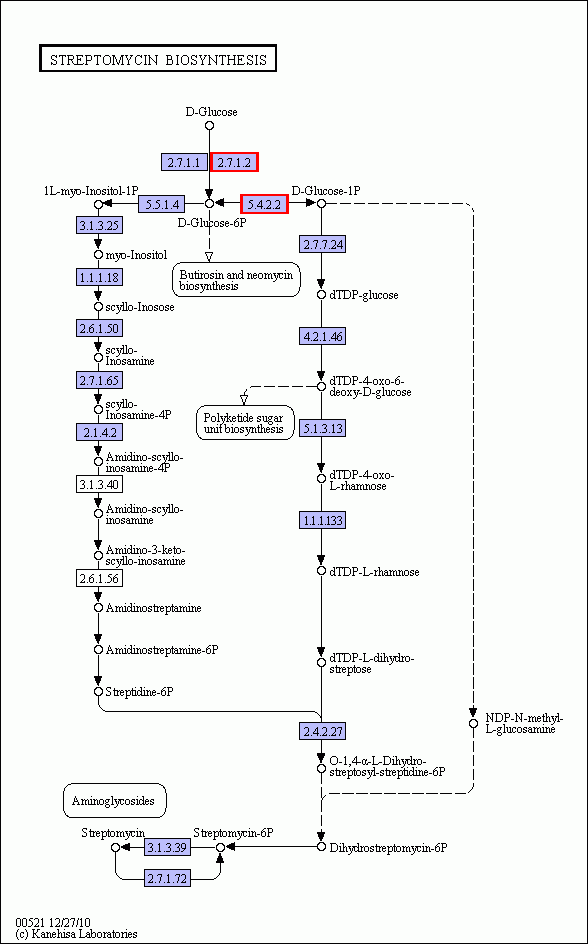 STREPTOMYCIN BIOSYNTHESIS
D-Glucose
2.7.1.1 2.7.1.2
1L-myo-Inositol-1P
5.5.1.4
5.4.2.2
D-Glucose-1P
D-Glucose-6P
3.1.3.25
2.7.7.24
myo-Inositol
Butirosin and neomycin
biosynthesis
1.1.1.18
dTDP-glucose
scyllo-Inosose
2.6.1.50
4.2.1.46
scyllo-
Inosamine
2.7.1.65
dTDP-4-oxo-6-
deoxy-D-glucose
scyllo-
Inosamine-4P
Polyketide sugar
unit biosynthesis
2.1.4.2
5.1.3.13
Amidino-scyllo-
inosamine-4P
3.1.3.40
dTDP-4-oxo-
L-rhamnose
Amidino-scyllo-
inosamine
1.1.1.133
Amidino-3-keto-
scyllo-inosamine
2.6.1.56
dTDP-L-rhamnose
Amidinostreptamine
Amidinostreptamine-6P
dTDP-L-dihydro-
streptose
Streptidine-6P
2.4.2.27
NDP-N-methyl-
L-glucosamine
O-1,4-α-L-Dihydro-
streptosyl-streptidine-6P
Aminoglycosides
Streptomycin
3.1.3.39
Streptomycin-6P
Dihydrostreptomycin-6P
2.7.1.72
00521 12/27/10
(c) Kanehisa Laboratories